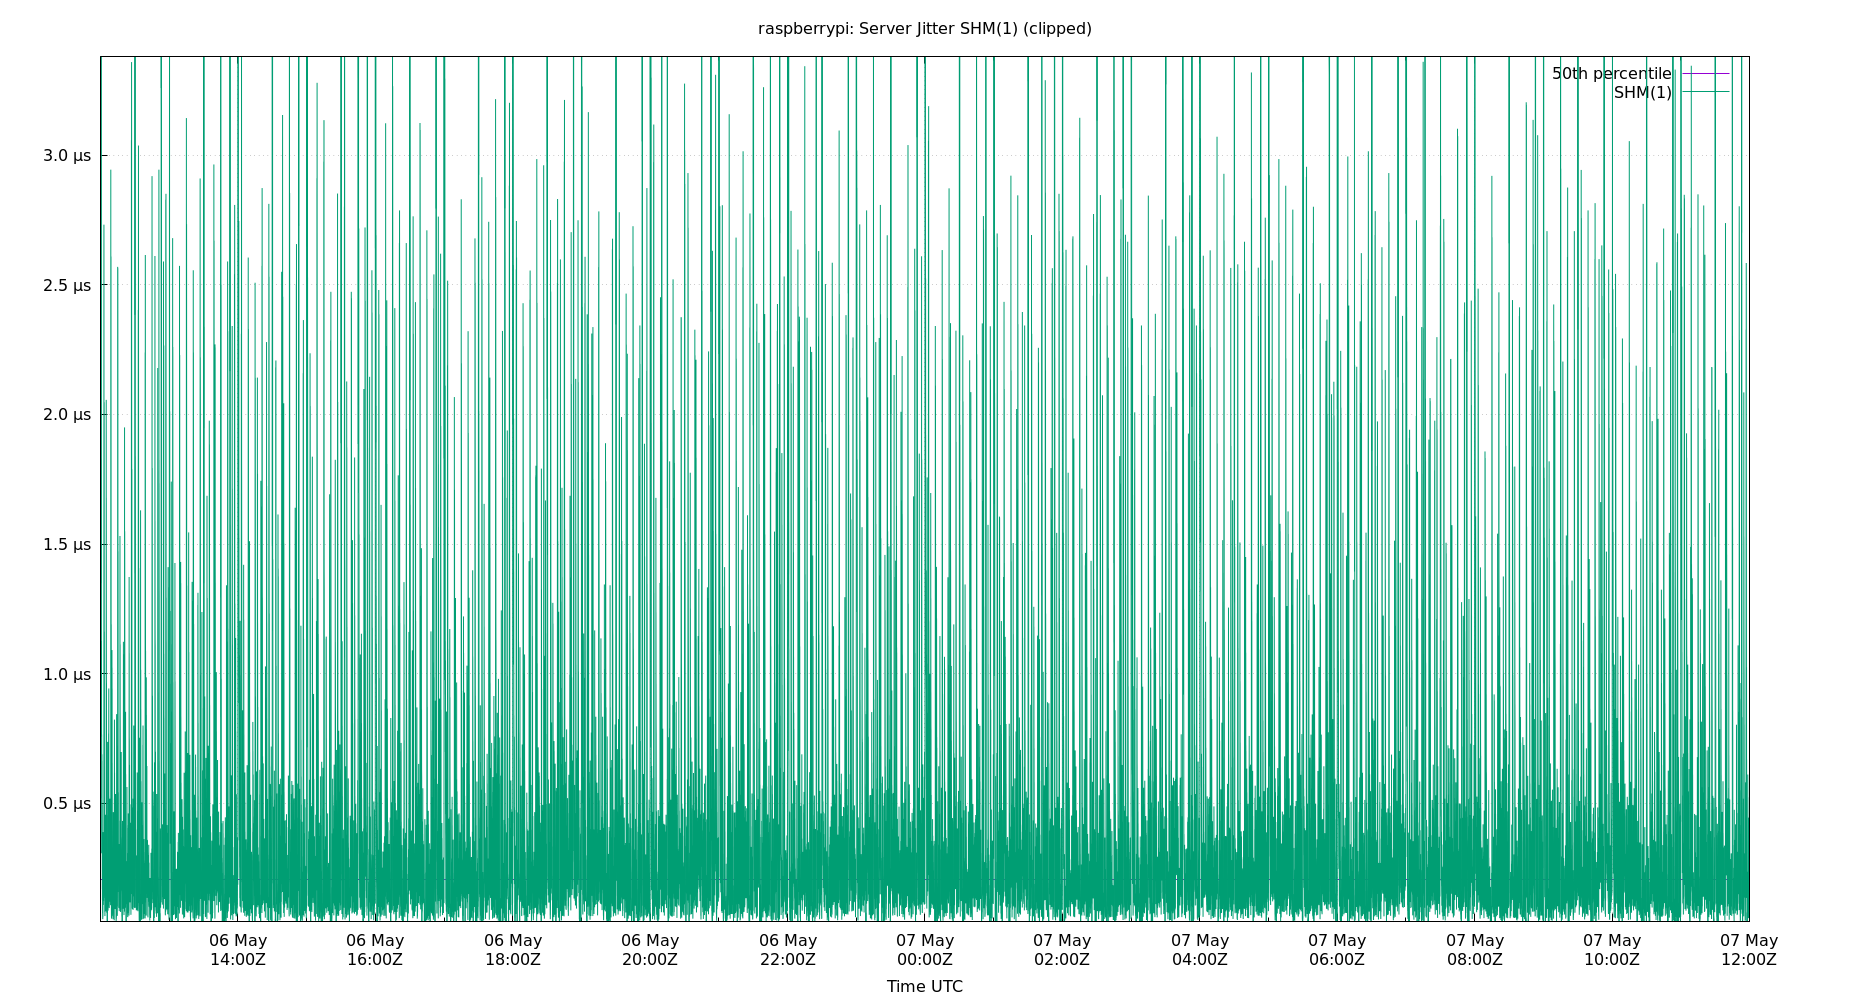 raspberrypi: Server Jitter SHM(1) (clipped)
50th percentile
SHM(1)
3.0 µs
2.5 µs
2.0 µs
1.5 µs
1.0 µs
0.5 µs
06 May 06 May 06 May 06 May 06 May 07 May 07 May 07 May 07 May 07 May 07 May 07 May
14:00Z 16:00Z 18:00Z 20:00Z 22:00Z 00:00Z 02:00Z 04:00Z 06:00Z 08:00Z 10:00Z 12:00Z
Time UTC